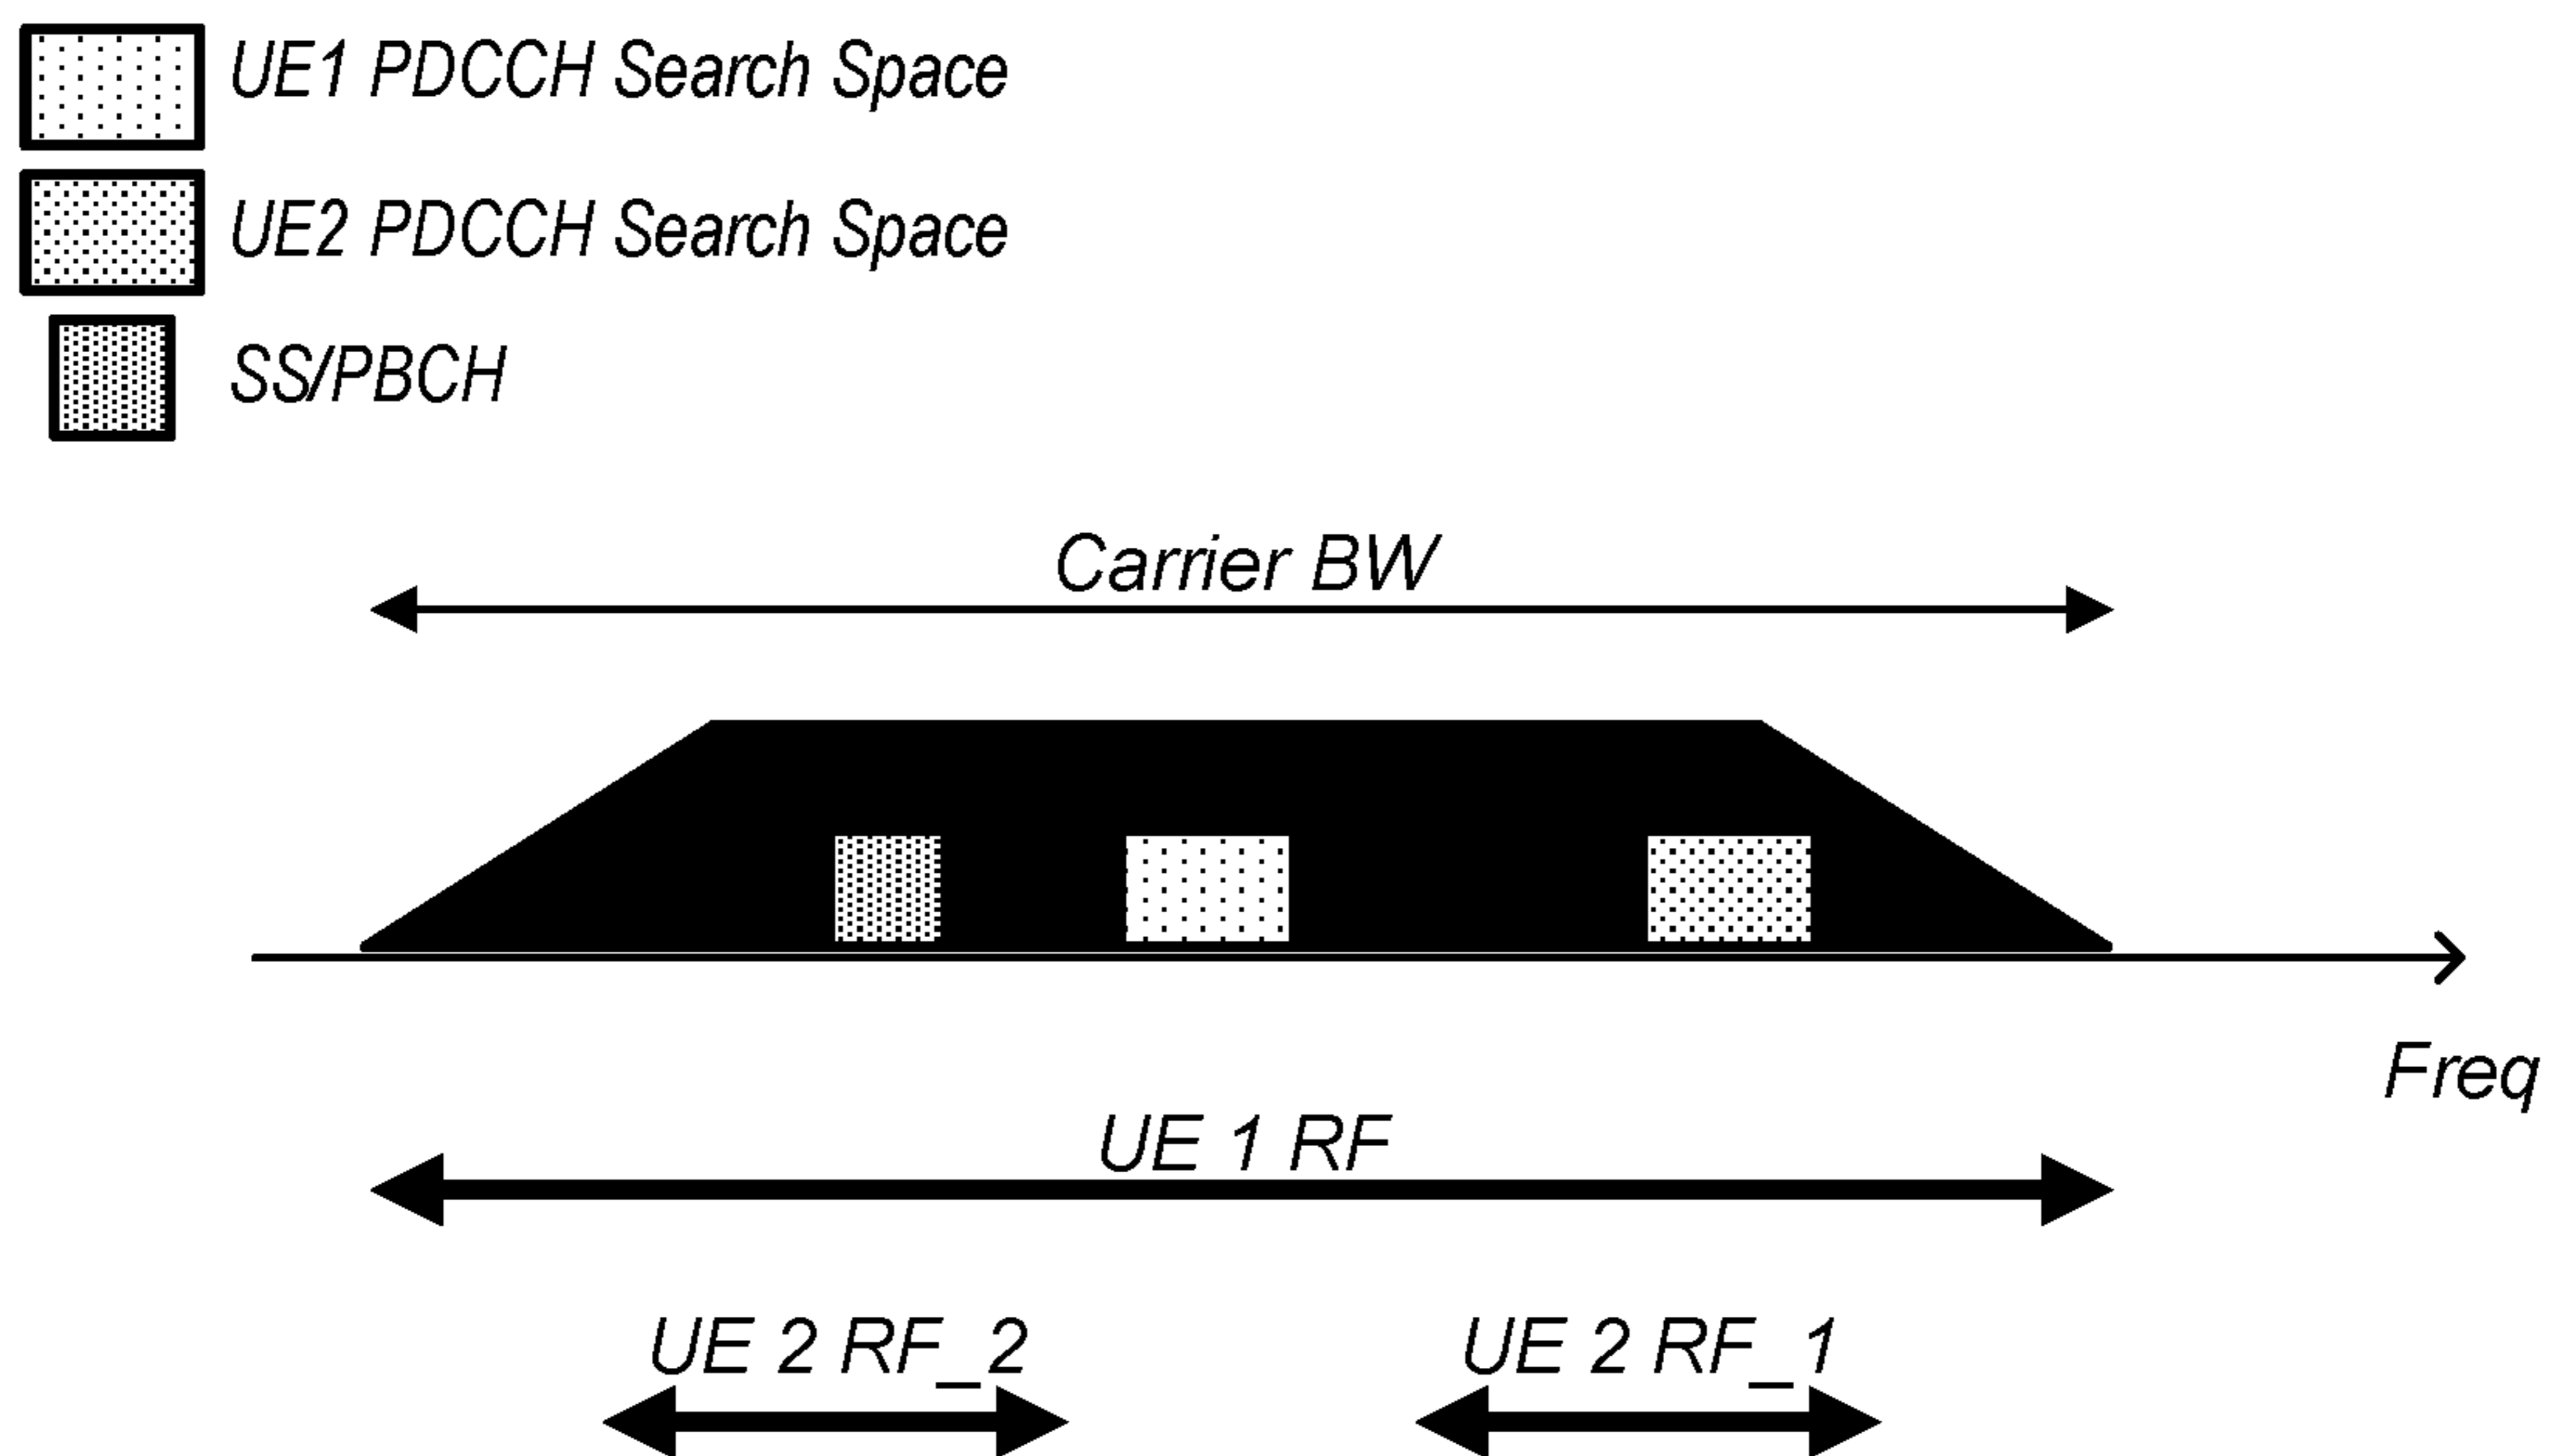 UE1 PDCCH Search Space
UE2 PDCCH Search Space
SS/PBCH
Carrier BW
Freq
UE 1 RF
UE 2 RF_2
UE 2 RF_1